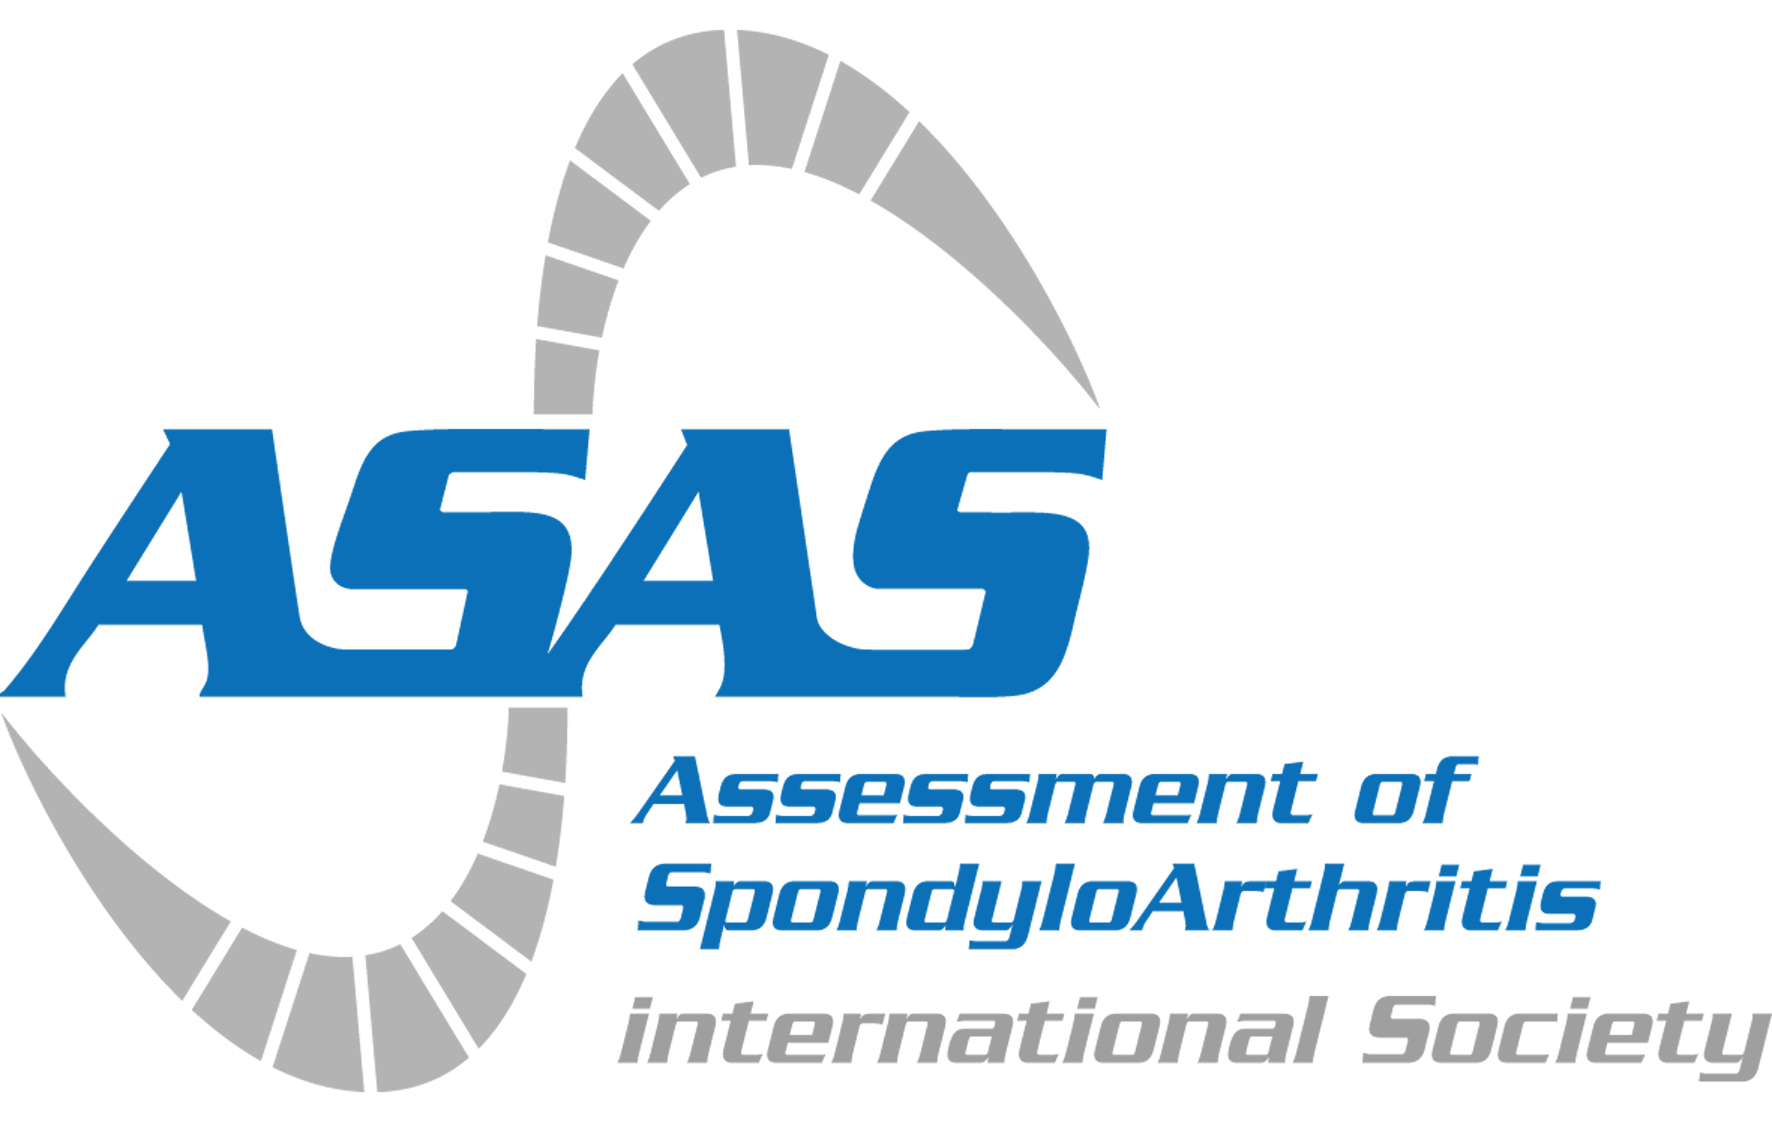 ASAS
Assessment of
SpondyloArthritis
international Society